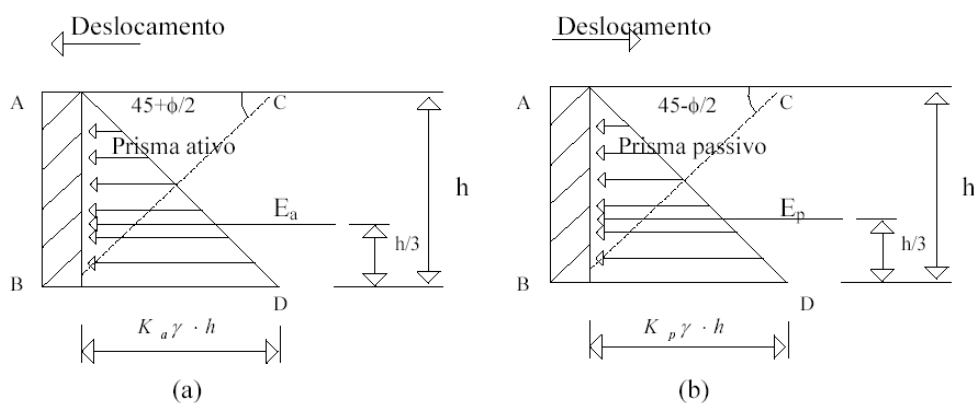 Deslocamento
A
45+ϕ/2
C
Prisma ativo
h
E_a
h/3
B
D
K_a γ · h
(a)
Deslocamento
A
45-ϕ/2
C
Prisma passivo
h
E_p
h/3
B
D
K_p γ · h
(b)